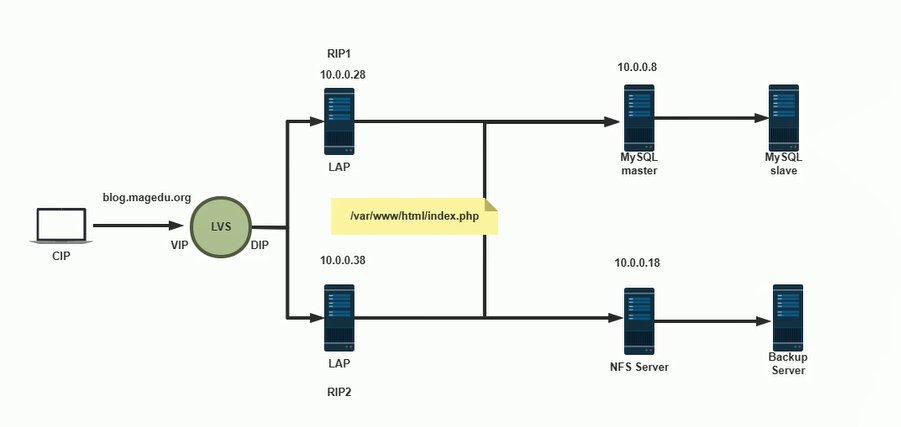 RIP1
10.0.0.28
LAP
10.0.0.8
MySQL
master
MySQL
slave
blog.magedu.org
LVS
VIP
DIP
CIP
/var/www/html/index.php
10.0.0.38
LAP
RIP2
10.0.0.18
NFS Server
Backup
Server